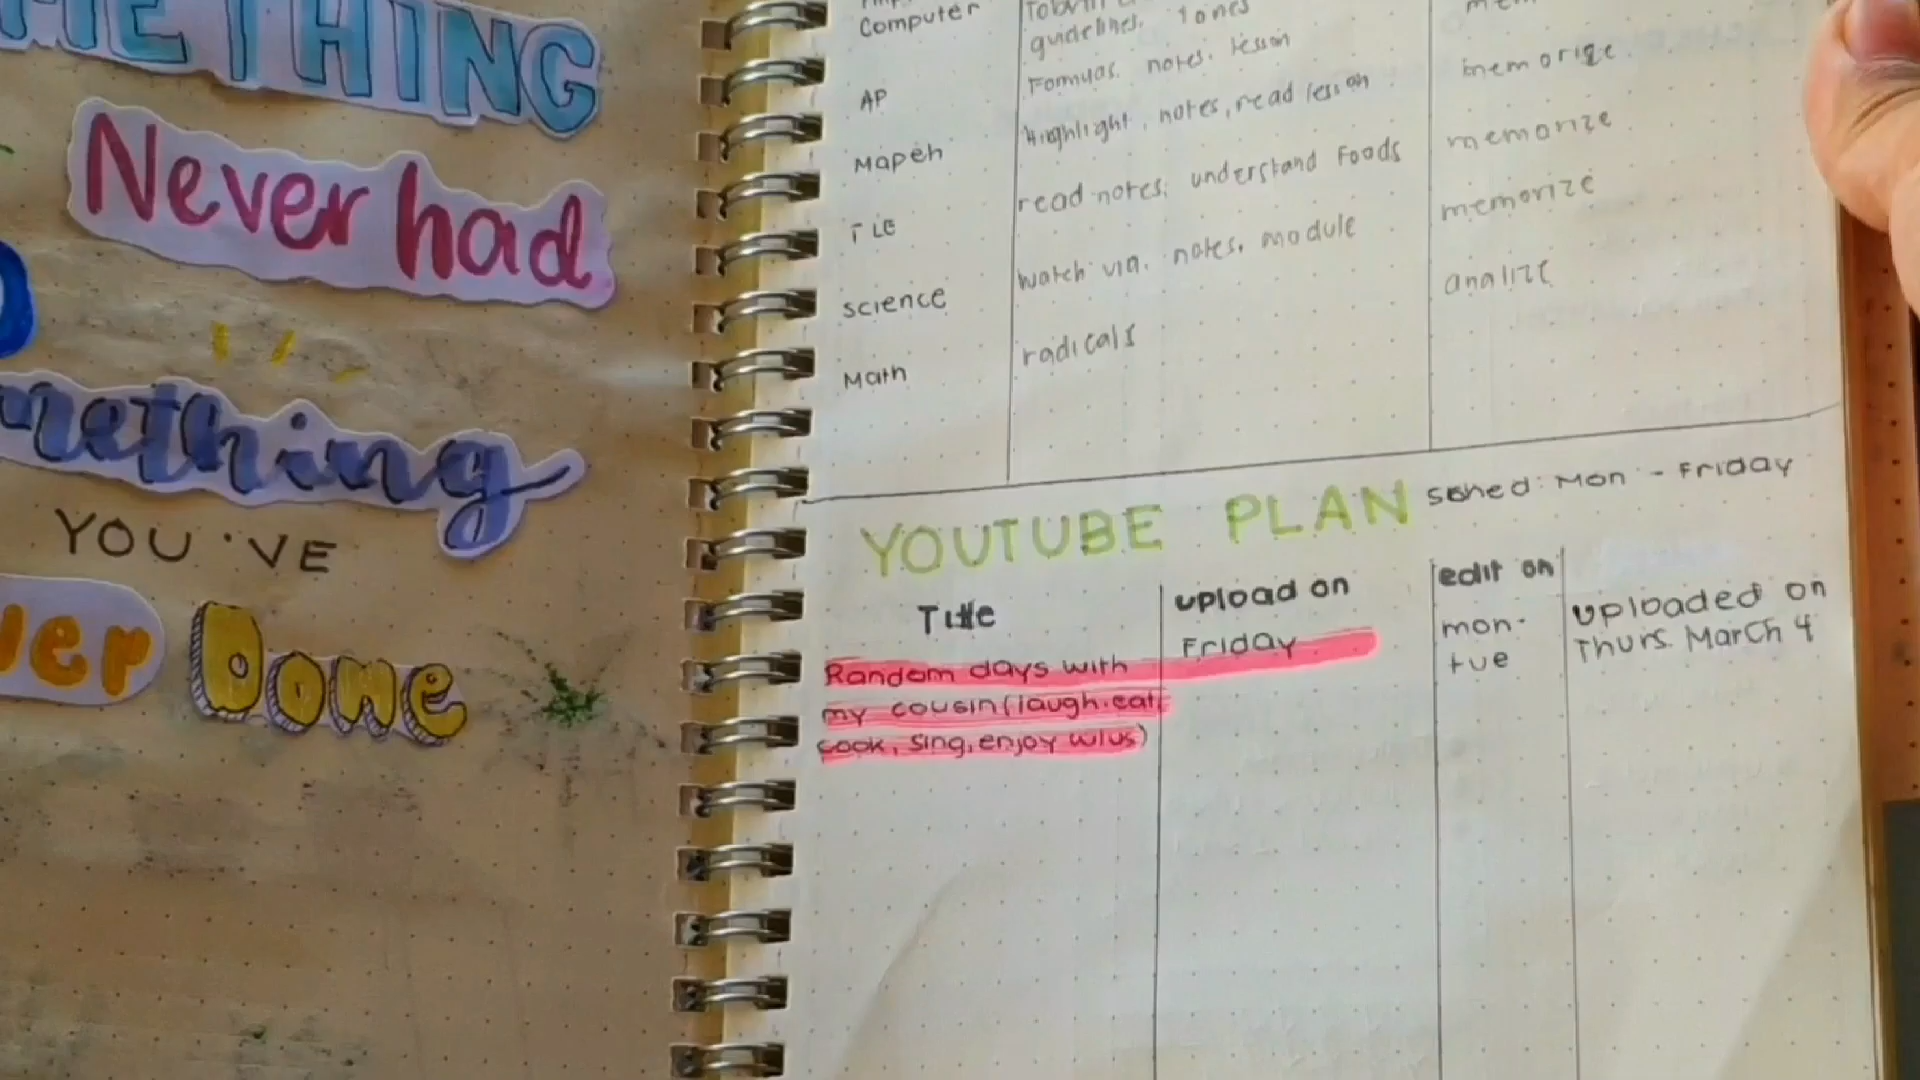 THING
Never had
mething
YOU'VE
ver Done
Computer
guidelines. Tones
AP
Fomulas. notes. lesson
memorize
Mapeh
Highlight, notes, read lesson
memorize
TLE
read notes, understand Foods
memorize
science
watch vid. notes. module
analize
Math
radicals
YOUTUBE PLAN
sched: Mon - Friday
Title
upload on
edit on
Random days with
my cousin (laugh.eat,
cook, sing, enjoy w/us)
Friday
mon-
tue
uploaded on
Thurs. March 4